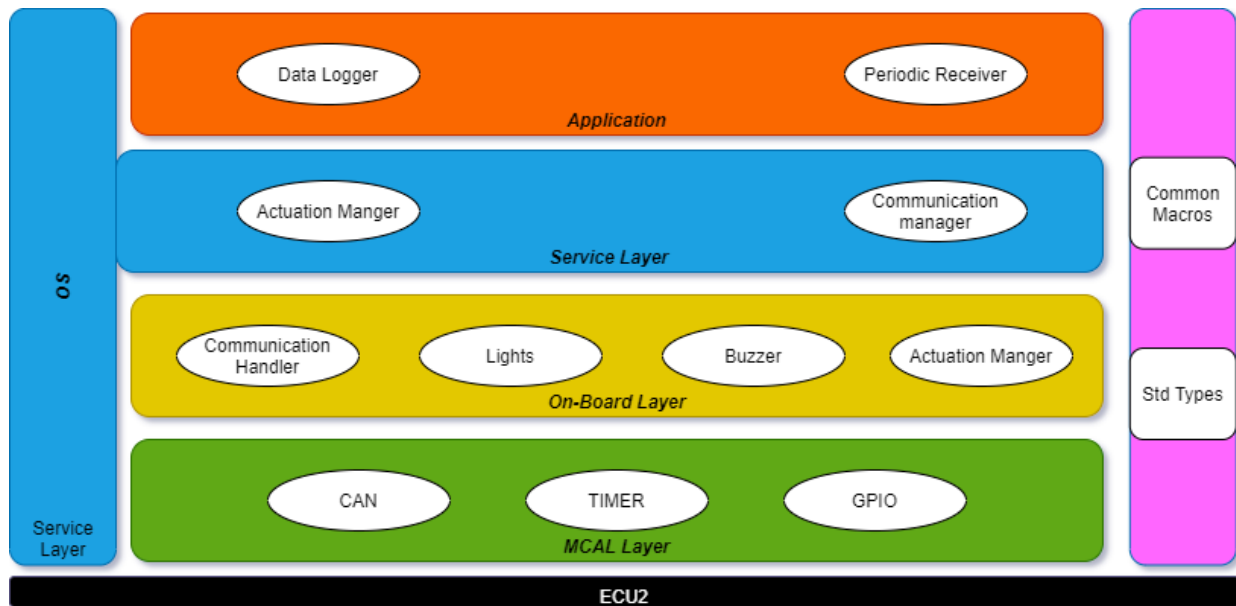 Data Logger
Periodic Receiver
Application
Actuation Manger
Communication
manager
Service Layer
OS
Communication
Handler
Lights
Buzzer
Actuation Manger
On-Board Layer
CAN
TIMER
GPIO
MCAL Layer
Service
Layer
Common
Macros
Std Types
ECU2